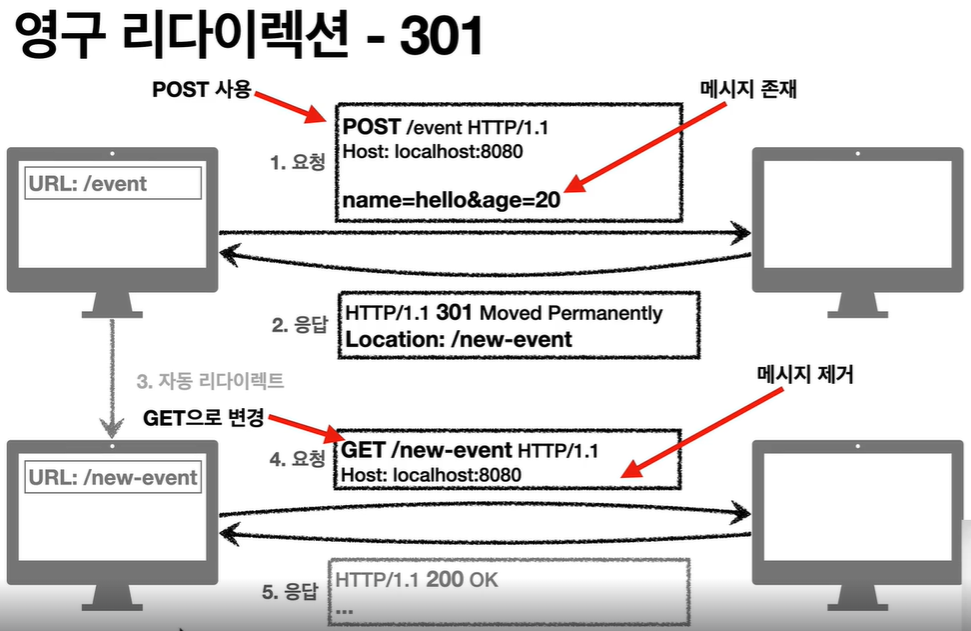 영구 리다이렉션 - 301
POST 사용
메시지 존재
1. 요청
POST /event HTTP/1.1
Host: localhost:8080
name=hello&age=20
URL: /event
2. 응답
HTTP/1.1 301 Moved Permanently
Location: /new-event
3. 자동 리다이렉트
메시지 제거
GET으로 변경
4. 요청
GET /new-event HTTP/1.1
Host: localhost:8080
URL: /new-event
5. 응답
HTTP/1.1 200 OK
...